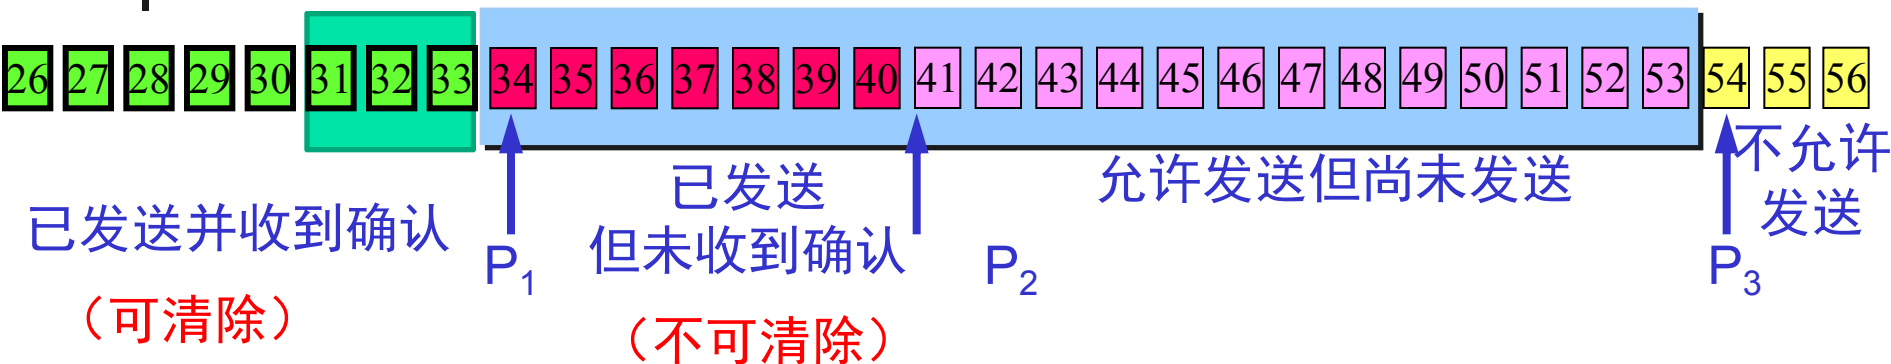 26 27 28 29 30 31 32 33 34 35 36 37 38 39 40 41 42 43 44 45 46 47 48 49 50 51 52 53 54 55 56
已发送并收到确认
（可清除）
P1
已发送
但未收到确认
（不可清除）
P2
允许发送但尚未发送
P3
不允许
发送